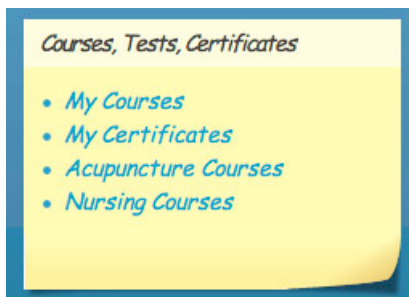 Courses, Tests, Certificates
• My Courses
• My Certificates
• Acupuncture Courses
• Nursing Courses